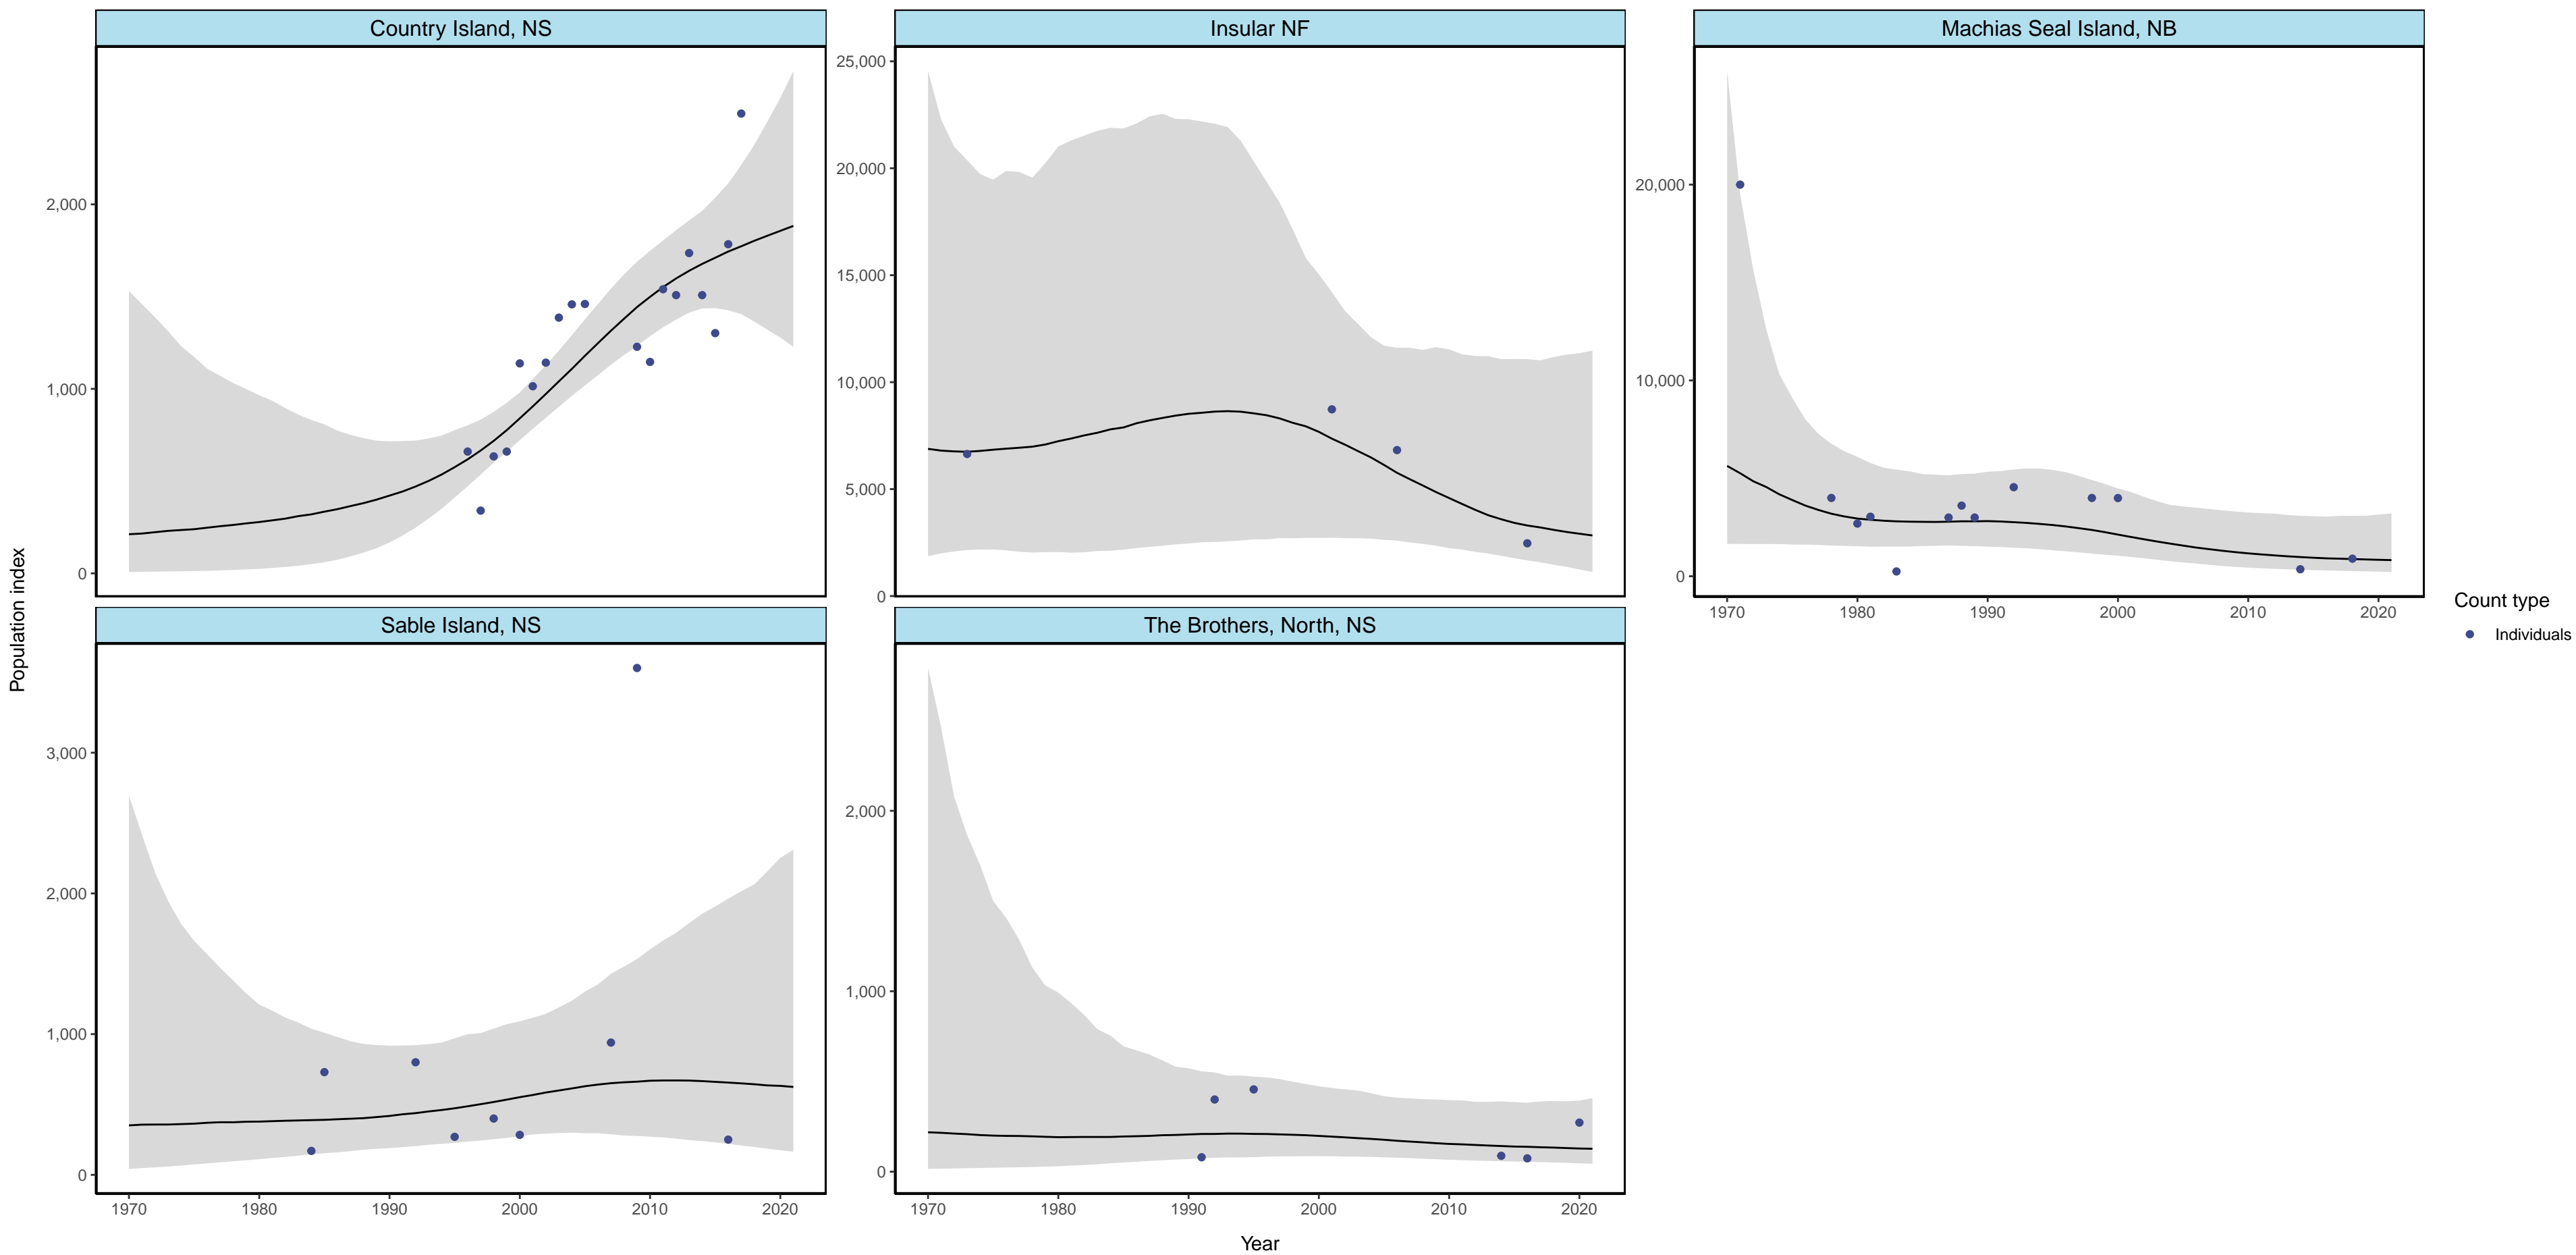 Country Island, NS
Insular NF
Machias Seal Island, NB
2,000
1,000
0
25,000
20,000
15,000
10,000
5,000
0
20,000
10,000
0
1970 1980 1990 2000 2010 2020
Population index
Sable Island, NS
The Brothers, North, NS
3,000
2,000
1,000
0
2,000
1,000
0
1970 1980 1990 2000 2010 2020
1970 1980 1990 2000 2010 2020
Year
Count type
Individuals